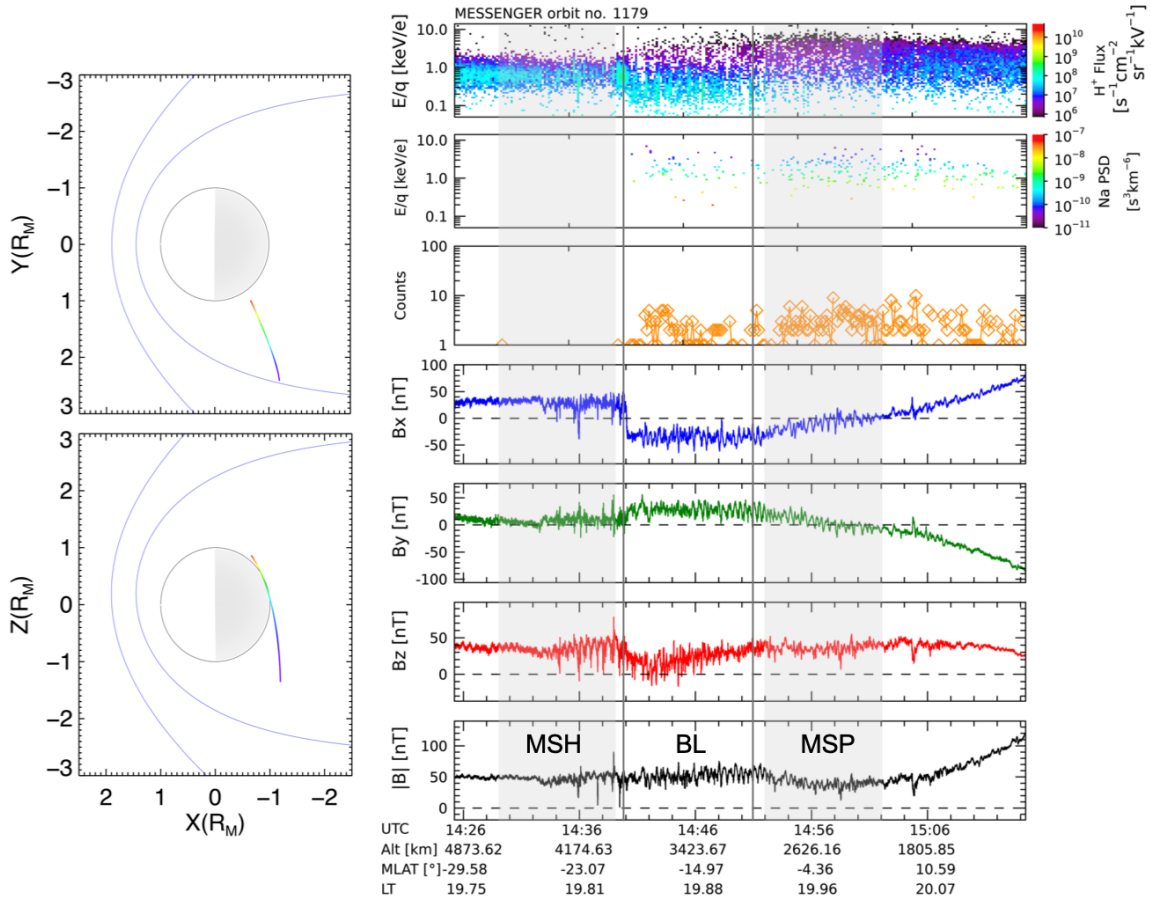 MESSENGER orbit no. 1179
E/q [keV/e]
10.0
1.0
0.1
10¹⁰
10⁹
10⁸
10⁷
10⁶
H⁺ Flux
[s⁻¹cm⁻²
sr⁻¹kV⁻¹]
E/q [keV/e]
10.0
1.0
0.1
10⁻⁷
10⁻⁸
10⁻⁹
10⁻¹⁰
10⁻¹¹
Na PSD
[s³km⁻⁶]
Counts
100
10
1
Bx [nT]
100
50
0
-50
By [nT]
50
0
-50
-100
Bz [nT]
50
0
|B| [nT]
100
50
0
MSH BL MSP
UTC 14:26 14:36 14:46 14:56 15:06
Alt [km] 4873.62 4174.63 3423.67 2626.16 1805.85
MLAT [°]-29.58 -23.07 -14.97 -4.36 10.59
LT 19.75 19.81 19.88 19.96 20.07
Y(R_M)
−3
−2
−1
0
1
2
3
Z(R_M)
3
2
1
0
−1
−2
−3
2 1 0 −1 −2
X(R_M)